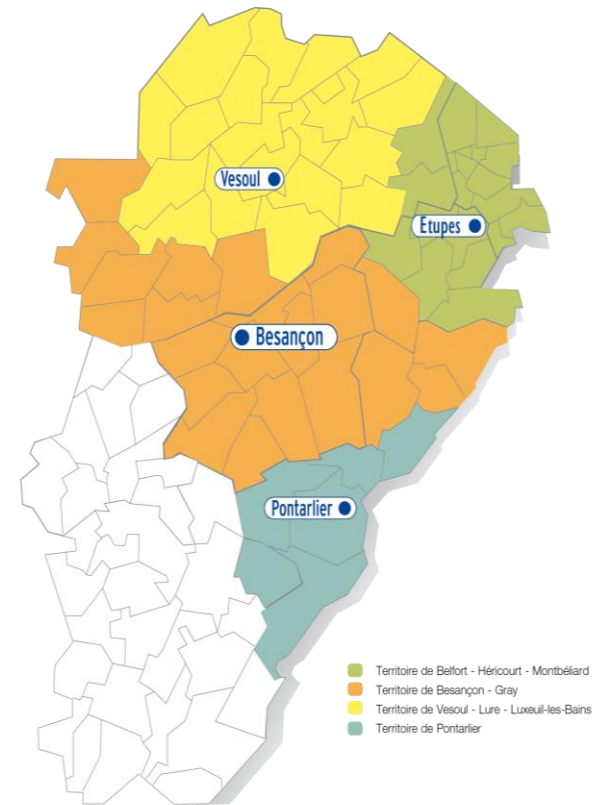 Vesoul
Etupes
Besançon
Pontarlier
Territoire de Belfort - Héricourt - Montbéliard
Territoire de Besançon - Gray
Territoire de Vesoul - Lure - Luxeuil-les-Bains
Territoire de Pontarlier